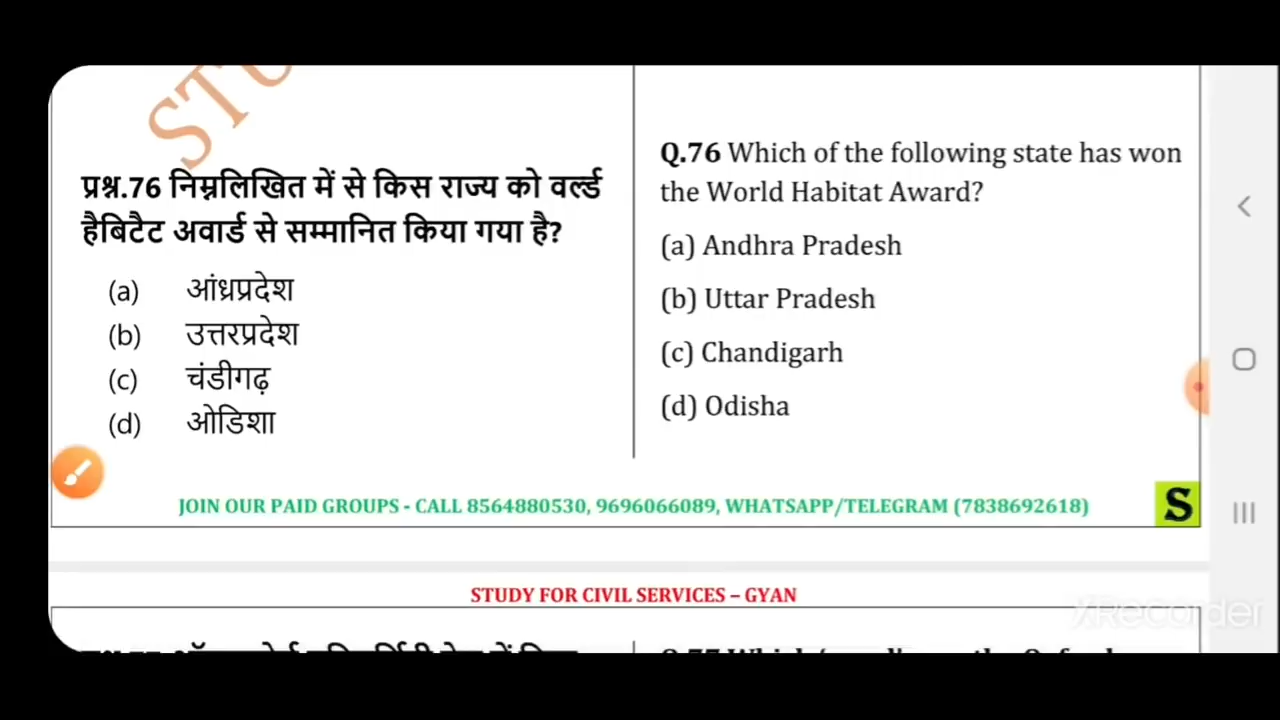 प्रश्न.76 निम्नलिखित में से किस राज्य को वर्ल्ड
हैबिटैट अवार्ड से सम्मानित किया गया है?
(a) आंध्रप्रदेश
(b) उत्तरप्रदेश
(c) चंडीगढ़
(d) ओडिशा
Q.76 Which of the following state has won
the World Habitat Award?
(a) Andhra Pradesh
(b) Uttar Pradesh
(c) Chandigarh
(d) Odisha
JOIN OUR PAID GROUPS - CALL 8564880530, 9696066089, WHATSAPP/TELEGRAM (7838692618)
S
STUDY FOR CIVIL SERVICES – GYAN
XRecorder